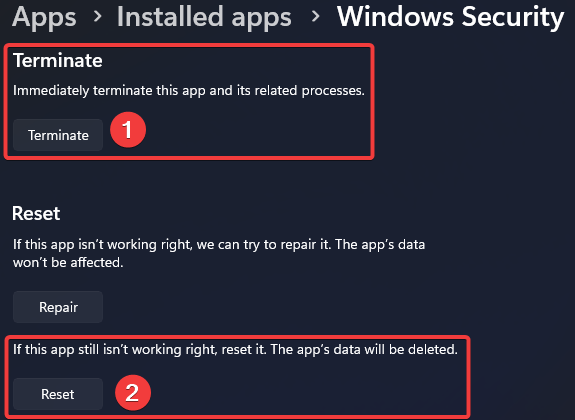 Apps > Installed apps > Windows Security
Terminate
Immediately terminate this app and its related processes.
Terminate
1
Reset
If this app isn’t working right, we can try to repair it. The app’s data
won’t be affected.
Repair
If this app still isn’t working right, reset it. The app’s data will be deleted.
Reset
2